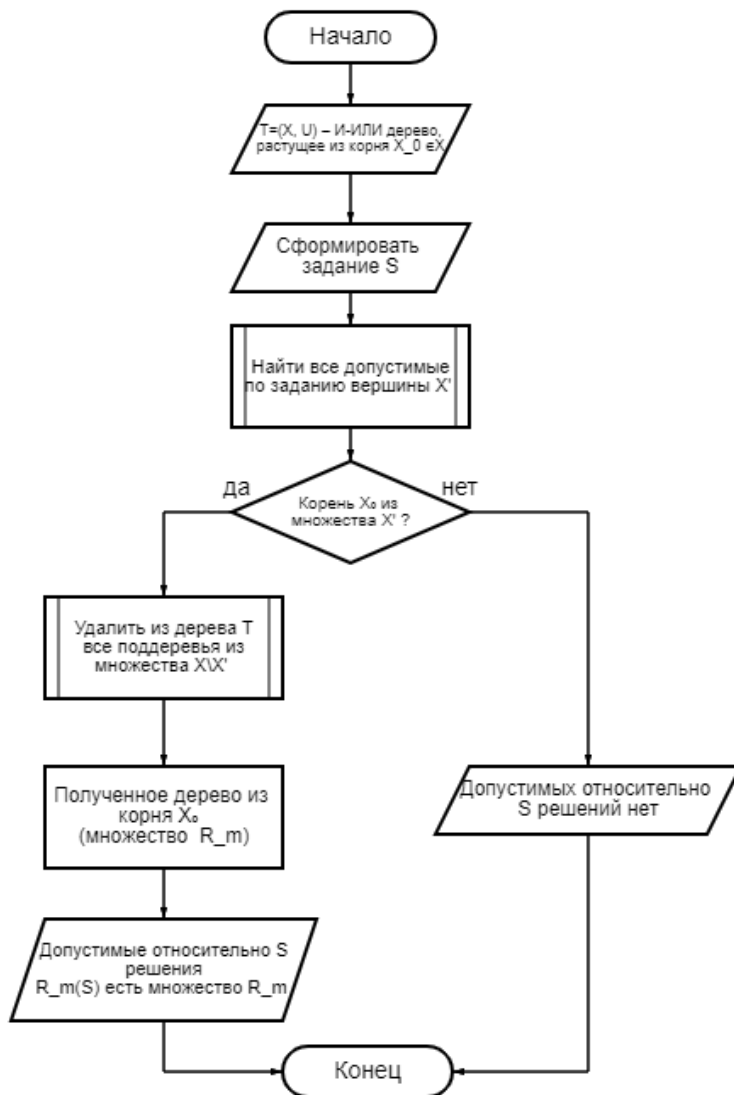 Начало
T=(X, U) – И-ИЛИ дерево,
растущее из корня X_0 єX
Сформировать
задание S
Найти все допустимые
по заданию вершины X'
да
нет
Корень X₀ из
множества X' ?
Удалить из дерева T
все поддеревья из
множества X\X'
Полученное дерево из
корня X₀
(множество R_m)
Допустимых относительно
S решений нет
Допустимые относительно S
решения
R_m(S) есть множество R_m
Конец